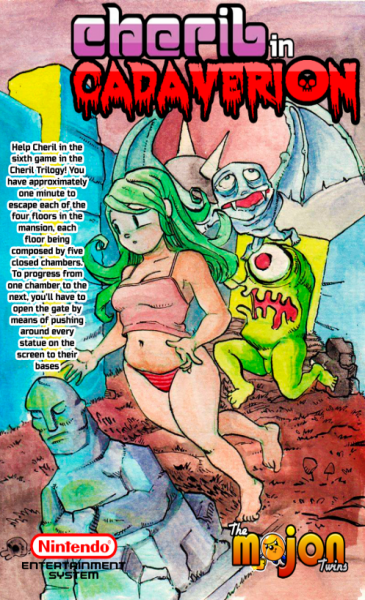 cheril in
CADAVERION
Help Cheril in the
sixth game in the
Cheril Trilogy! You
have approximately
one minute to
escape each of the
four floors in the
mansion, each
floor being
composed by five
closed chambers.
To progress from
one chamber to the
next, you'll have to
open the gate by
means of pushing
around every
statue on the
screen to their
bases
Nintendo
ENTERTAINMENT
SYSTEM
The
mojon
Twins